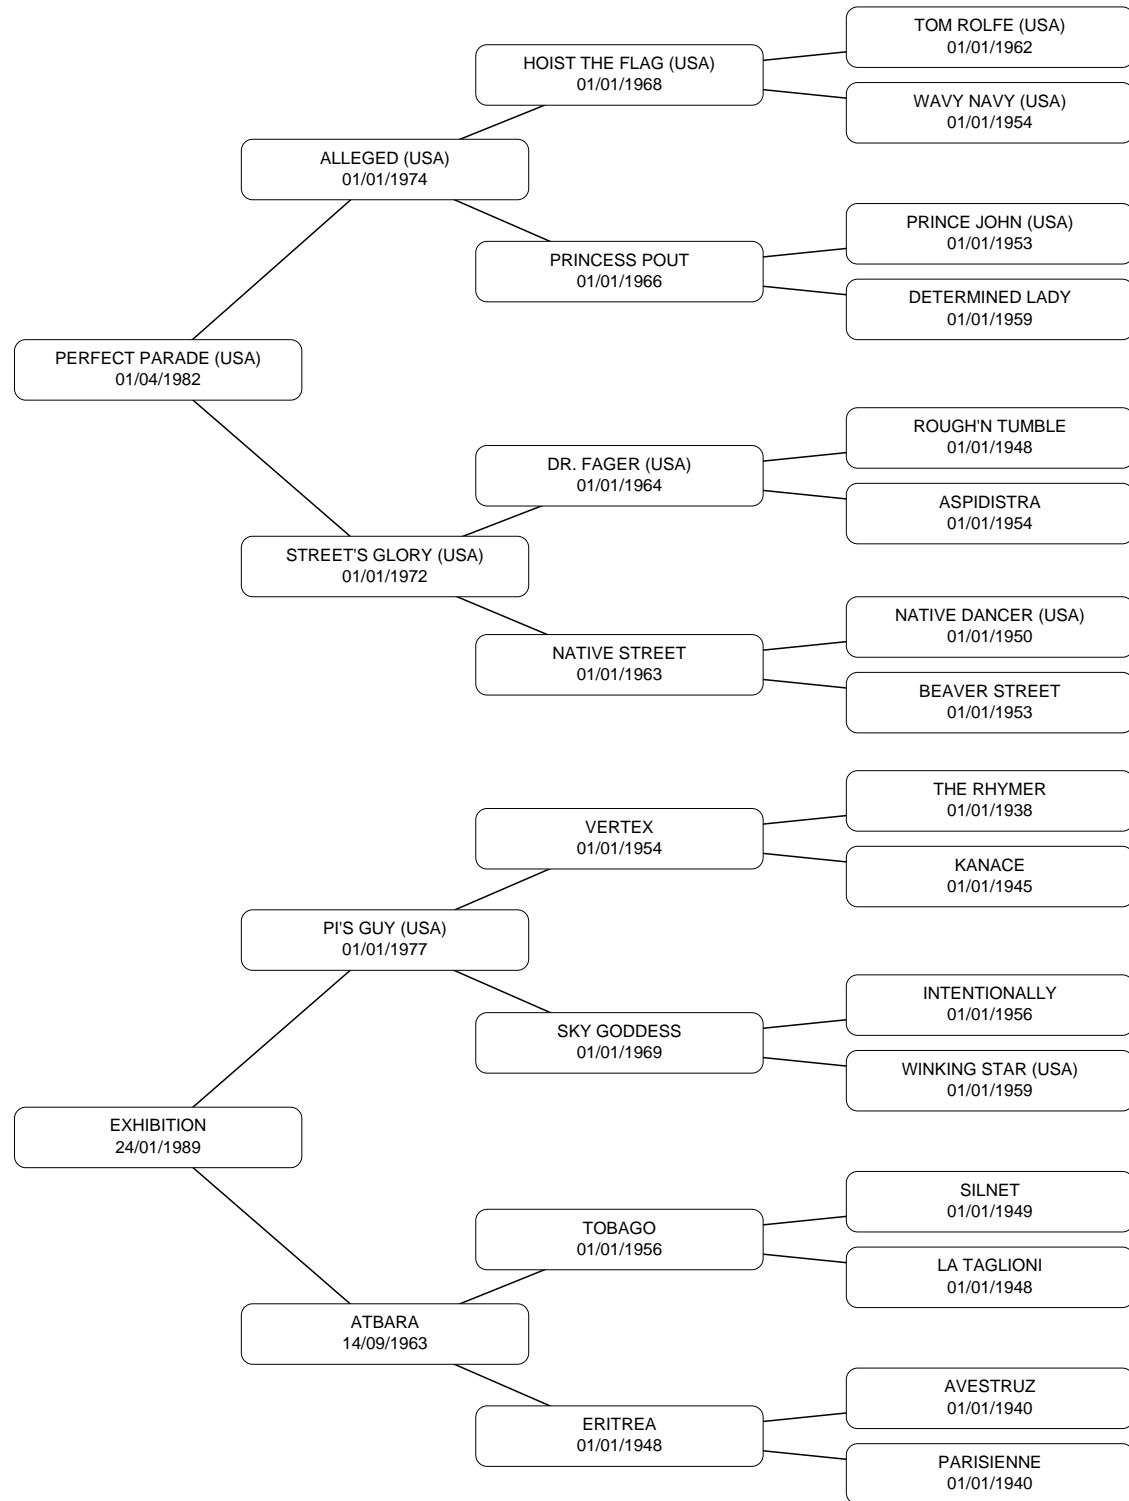 TOM ROLFE (USA)
01/01/1962
HOIST THE FLAG (USA)
01/01/1968
WAVY NAVY (USA)
01/01/1954
ALLEGED (USA)
01/01/1974
PRINCE JOHN (USA)
01/01/1953
PRINCESS POUT
01/01/1966
DETERMINED LADY
01/01/1959
PERFECT PARADE (USA)
01/04/1982
ROUGH'N TUMBLE
01/01/1948
DR. FAGER (USA)
01/01/1964
ASPIDISTRA
01/01/1954
STREET'S GLORY (USA)
01/01/1972
NATIVE DANCER (USA)
01/01/1950
NATIVE STREET
01/01/1963
BEAVER STREET
01/01/1953
THE RHYMER
01/01/1938
VERTEX
01/01/1954
KANACE
01/01/1945
PI'S GUY (USA)
01/01/1977
INTENTIONALLY
01/01/1956
SKY GODDESS
01/01/1969
WINKING STAR (USA)
01/01/1959
EXHIBITION
24/01/1989
SILNET
01/01/1949
TOBAGO
01/01/1956
LA TAGLIONI
01/01/1948
ATBARA
14/09/1963
AVESTRUZ
01/01/1940
ERITREA
01/01/1948
PARISIENNE
01/01/1940